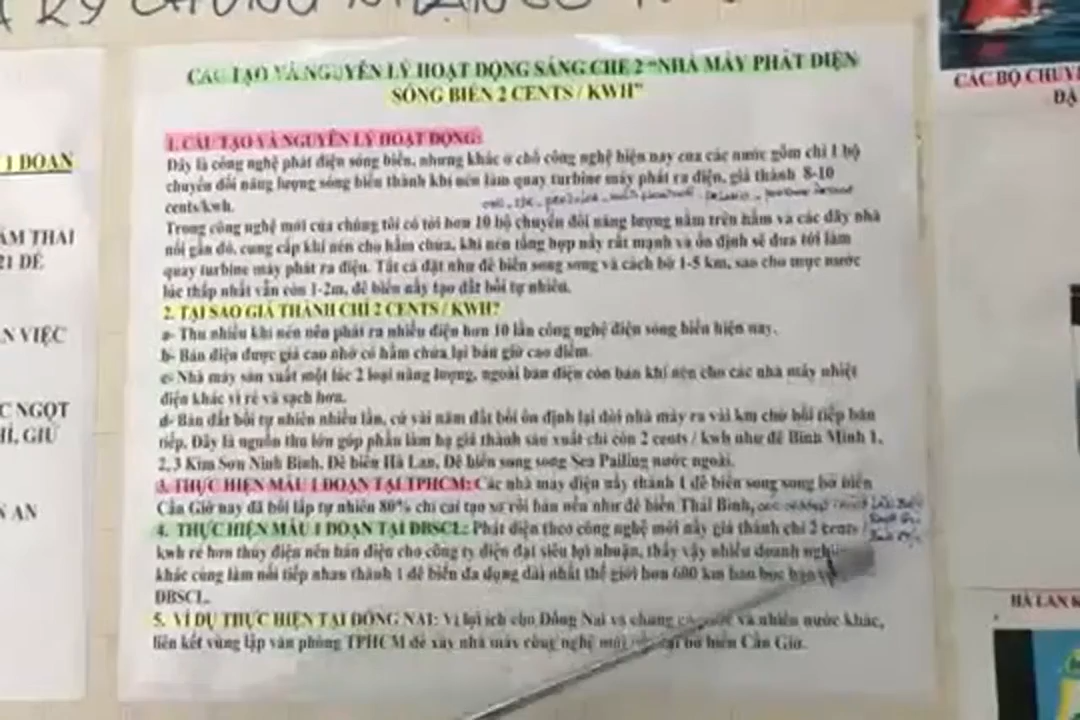 CẤU TẠO VÀ NGUYÊN LÝ HOẠT ĐỘNG SÁNG CHẾ 2 "NHÀ MÁY PHÁT ĐIỆN
SÓNG BIỂN 2 CENTS / KWH"
1. CẤU TẠO VÀ NGUYÊN LÝ HOẠT ĐỘNG:
Đây là công nghệ phát điện sóng biển, nhưng khác ở chỗ công nghệ hiện nay của các nước gồm chỉ 1 bộ
chuyển đổi năng lượng sóng biển thành khí nén làm quay turbine máy phát ra điện, giá thành 8-10
cents/kwh.
Trong công nghệ mới của chúng tôi có tới hơn 10 bộ chuyển đổi năng lượng nằm trên hầm và các dãy nhà
nối gần đó, cung cấp khí nén cho hầm chứa, khí nén tổng hợp này rất mạnh và ổn định sẽ đưa tới làm
quay turbine máy phát ra điện. Tất cả đặt như đê biển song song và cách bờ 1-5 km, sao cho mực nước
lúc thấp nhất vẫn còn 1-2m, đê biển này tạo đất bồi tự nhiên.
2. TẠI SAO GIÁ THÀNH CHỈ 2 CENTS / KWH?
a- Thu nhiều khí nén nên phát ra nhiều điện hơn 10 lần công nghệ điện sóng biển hiện nay.
b- Bán điện được giá cao nhờ có hầm chứa lại bán giờ cao điểm.
c- Nhà máy sản xuất một lúc 2 loại năng lượng, ngoài bán điện còn bán khí nén cho các nhà máy nhiệt
điện khác vì rẻ và sạch hơn.
d- Bán đất bồi tự nhiên nhiều lần, cứ vài năm đất bồi ổn định lại dời nhà máy ra vài km chờ bồi tiếp bán
tiếp. Đây là nguồn thu lớn góp phần làm hạ giá thành sản xuất chỉ còn 2 cents / kwh như đê Bình Minh 1,
2, 3 Kim Sơn Ninh Bình, Đê biển Hà Lan, Đê biển song song Sea Pailing nước ngoài.
3. THỰC HIỆN MẪU 1 ĐOẠN TẠI TPHCM: Các nhà máy điện này thành 1 đê biển song song bờ biển
Cần Giờ nay đã bồi lấp tự nhiên 80% chỉ cải tạo sơ rồi bán nền như đê biển Thái Bình,
4. THỰC HIỆN MẪU 1 ĐOẠN TẠI ĐBSCL: Phát điện theo công nghệ mới này giá thành chỉ 2 cents /
kwh rẻ hơn thủy điện nên bán điện cho công ty điện đạt siêu lợi nhuận, thấy vậy nhiều doanh
khác cùng làm nối tiếp nhau thành 1 đê biển đa dụng dài nhất thế giới hơn 600 km bao bọc
ĐBSCL.
5. VÍ DỤ THỰC HIỆN TẠI ĐỒNG NAI: Vì lợi ích cho Đồng Nai và chung và nhiều nước khác,
liên kết vùng lập văn phòng TPHCM để xây nhà máy công nghệ bờ biển Cần Giờ.
1 ĐOẠN
ÁM THAI
21 DỄ
N VIỆC
C NGỌT
HÍ, GIỮ
N AN
CÁC BỘ CHUYỂ
HÀ LAN